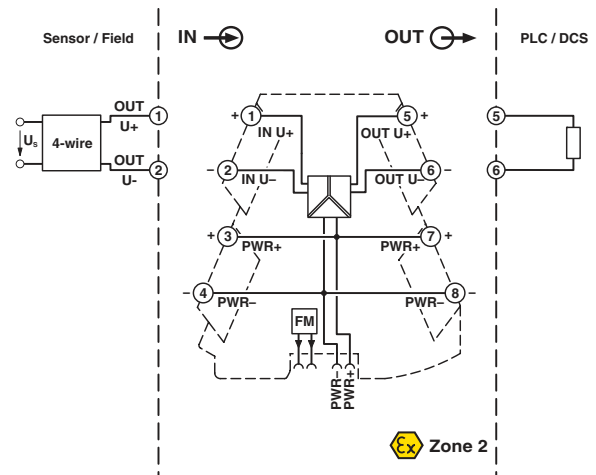 Sensor / Field
IN
OUT
PLC / DCS
OUT
U+
1
Us
4-wire
OUT
U-
2
+ 1
IN U+
5 +
OUT U+
– 2
IN U–
6 –
OUT U–
+ 3
PWR+
7 +
PWR+
– 4
PWR–
8 –
PWR–
FM
PWR–
PWR+
5
6
Ex Zone 2